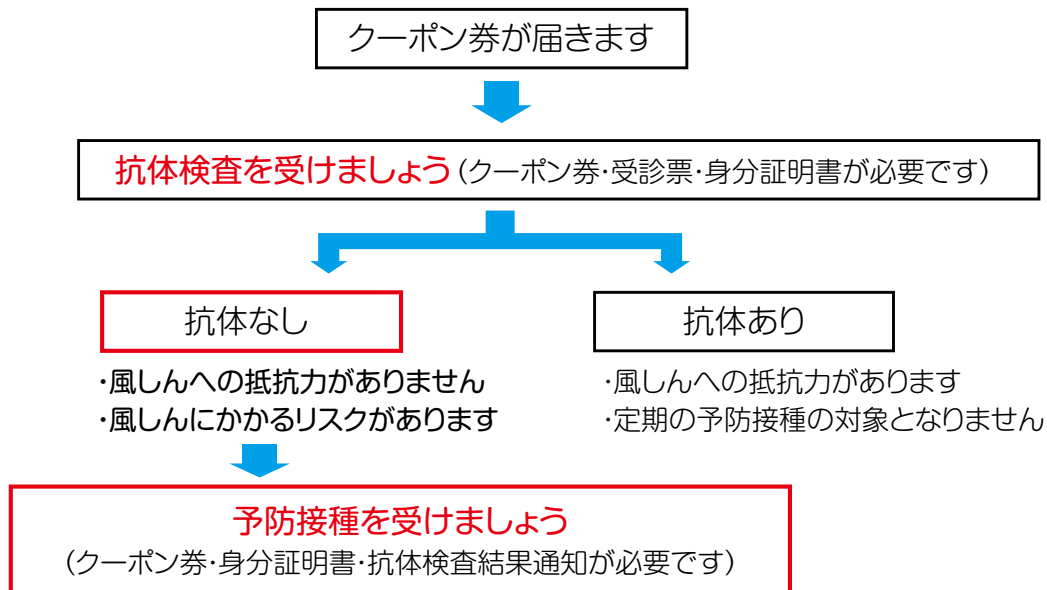 クーポン券が届きます
抗体検査を受けましょう(クーポン券・受診票・身分証明書が必要です)
抗体なし
・風しんへの抵抗力がありません
・風しんにかかるリスクがあります
抗体あり
・風しんへの抵抗力があります
・定期の予防接種の対象となりません
予防接種を受けましょう
(クーポン券・身分証明書・抗体検査結果通知が必要です)